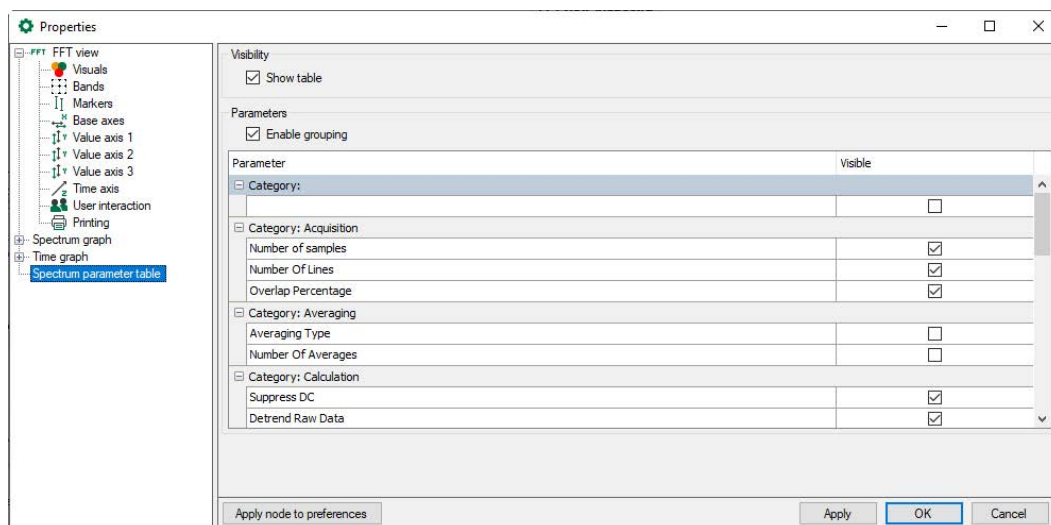 Properties
FFT FFT view
Visuals
Bands
Markers
Base axes
Value axis 1
Value axis 2
Value axis 3
Time axis
User interaction
Printing
Spectrum graph
Time graph
Spectrum parameter table
Visibility
Show table
Parameters
Enable grouping
Parameter Visible
Category:
Category: Acquisition
Number of samples
Number Of Lines
Overlap Percentage
Category: Averaging
Averaging Type
Number Of Averages
Category: Calculation
Suppress DC
Detrend Raw Data
Apply node to preferences Apply OK Cancel